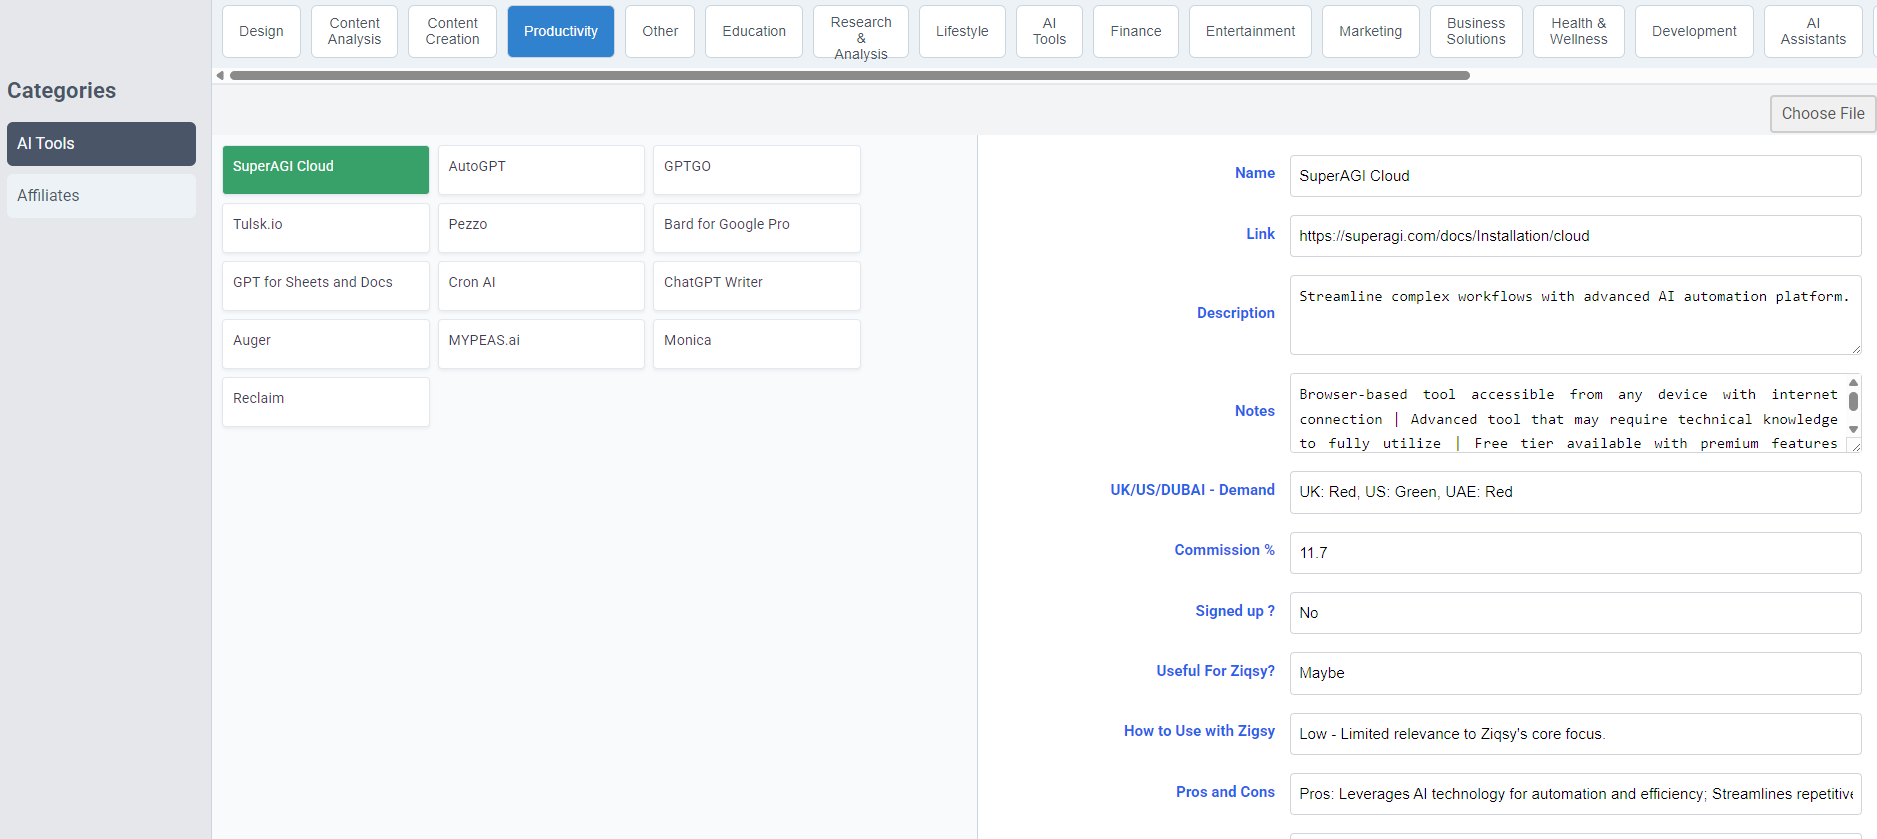 Design
Content
Analysis
Content
Creation
Productivity
Other
Education
Research
&
Analysis
Lifestyle
AI
Tools
Finance
Entertainment
Marketing
Business
Solutions
Health &
Wellness
Development
AI
Assistants
Categories
AI Tools
Affiliates
Choose File
SuperAGI Cloud
AutoGPT
GPTGO
Tulsk.io
Pezzo
Bard for Google Pro
GPT for Sheets and Docs
Cron AI
ChatGPT Writer
Auger
MYPEAS.ai
Monica
Reclaim
Name
SuperAGI Cloud
Link
https://superagi.com/docs/Installation/cloud
Description
Streamline complex workflows with advanced AI automation platform.
Notes
Browser-based tool accessible from any device with internet
connection | Advanced tool that may require technical knowledge
to fully utilize | Free tier available with premium features
UK/US/DUBAI - Demand
UK: Red, US: Green, UAE: Red
Commission %
11.7
Signed up ?
No
Useful For Ziqsy?
Maybe
How to Use with Zigsy
Low - Limited relevance to Ziqsy's core focus.
Pros and Cons
Pros: Leverages AI technology for automation and efficiency; Streamlines repetitive